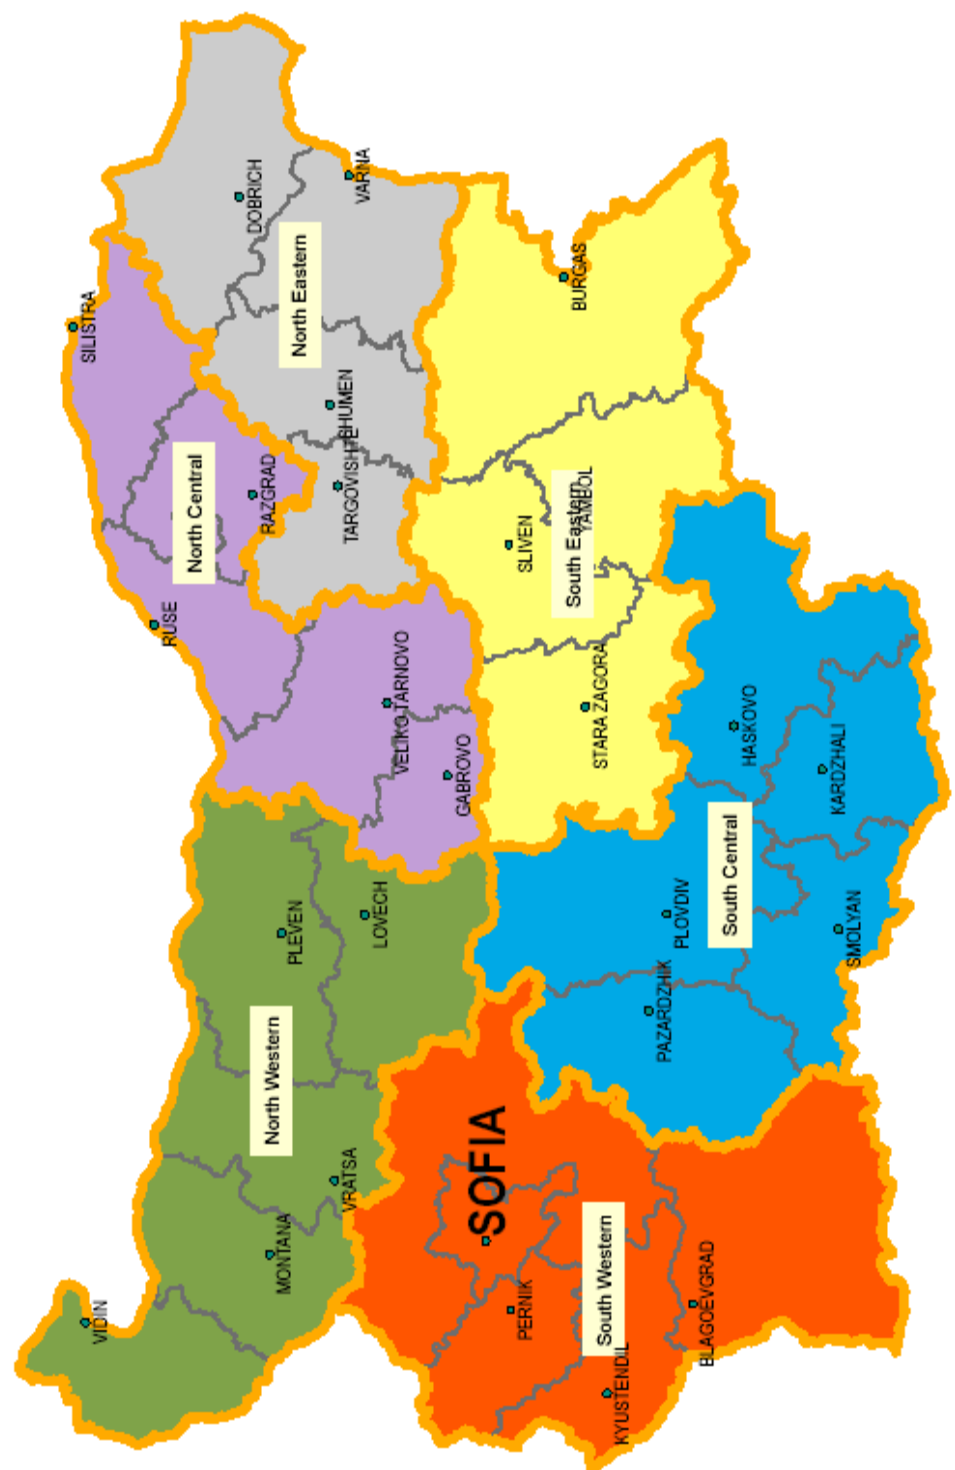 VIDIN
MONTANA
VRATSA
North Western
PLEVEN
LOVECH
RUSE
SILISTRA
North Central
RAZGRAD
VELIKO TARNOVO
GABROVO
DOBRICH
VARNA
North Eastern
SHUMEN
TARGOVISHTE
SOFIA
PERNIK
South Western
KYUSTENDIL
BLAGOEVGRAD
PAZARDZHIK
PLOVDIV
South Central
SMOLYAN
HASKOVO
KARDZHALI
STARA ZAGORA
SLIVEN
South Eastern
YAMBOL
BURGAS